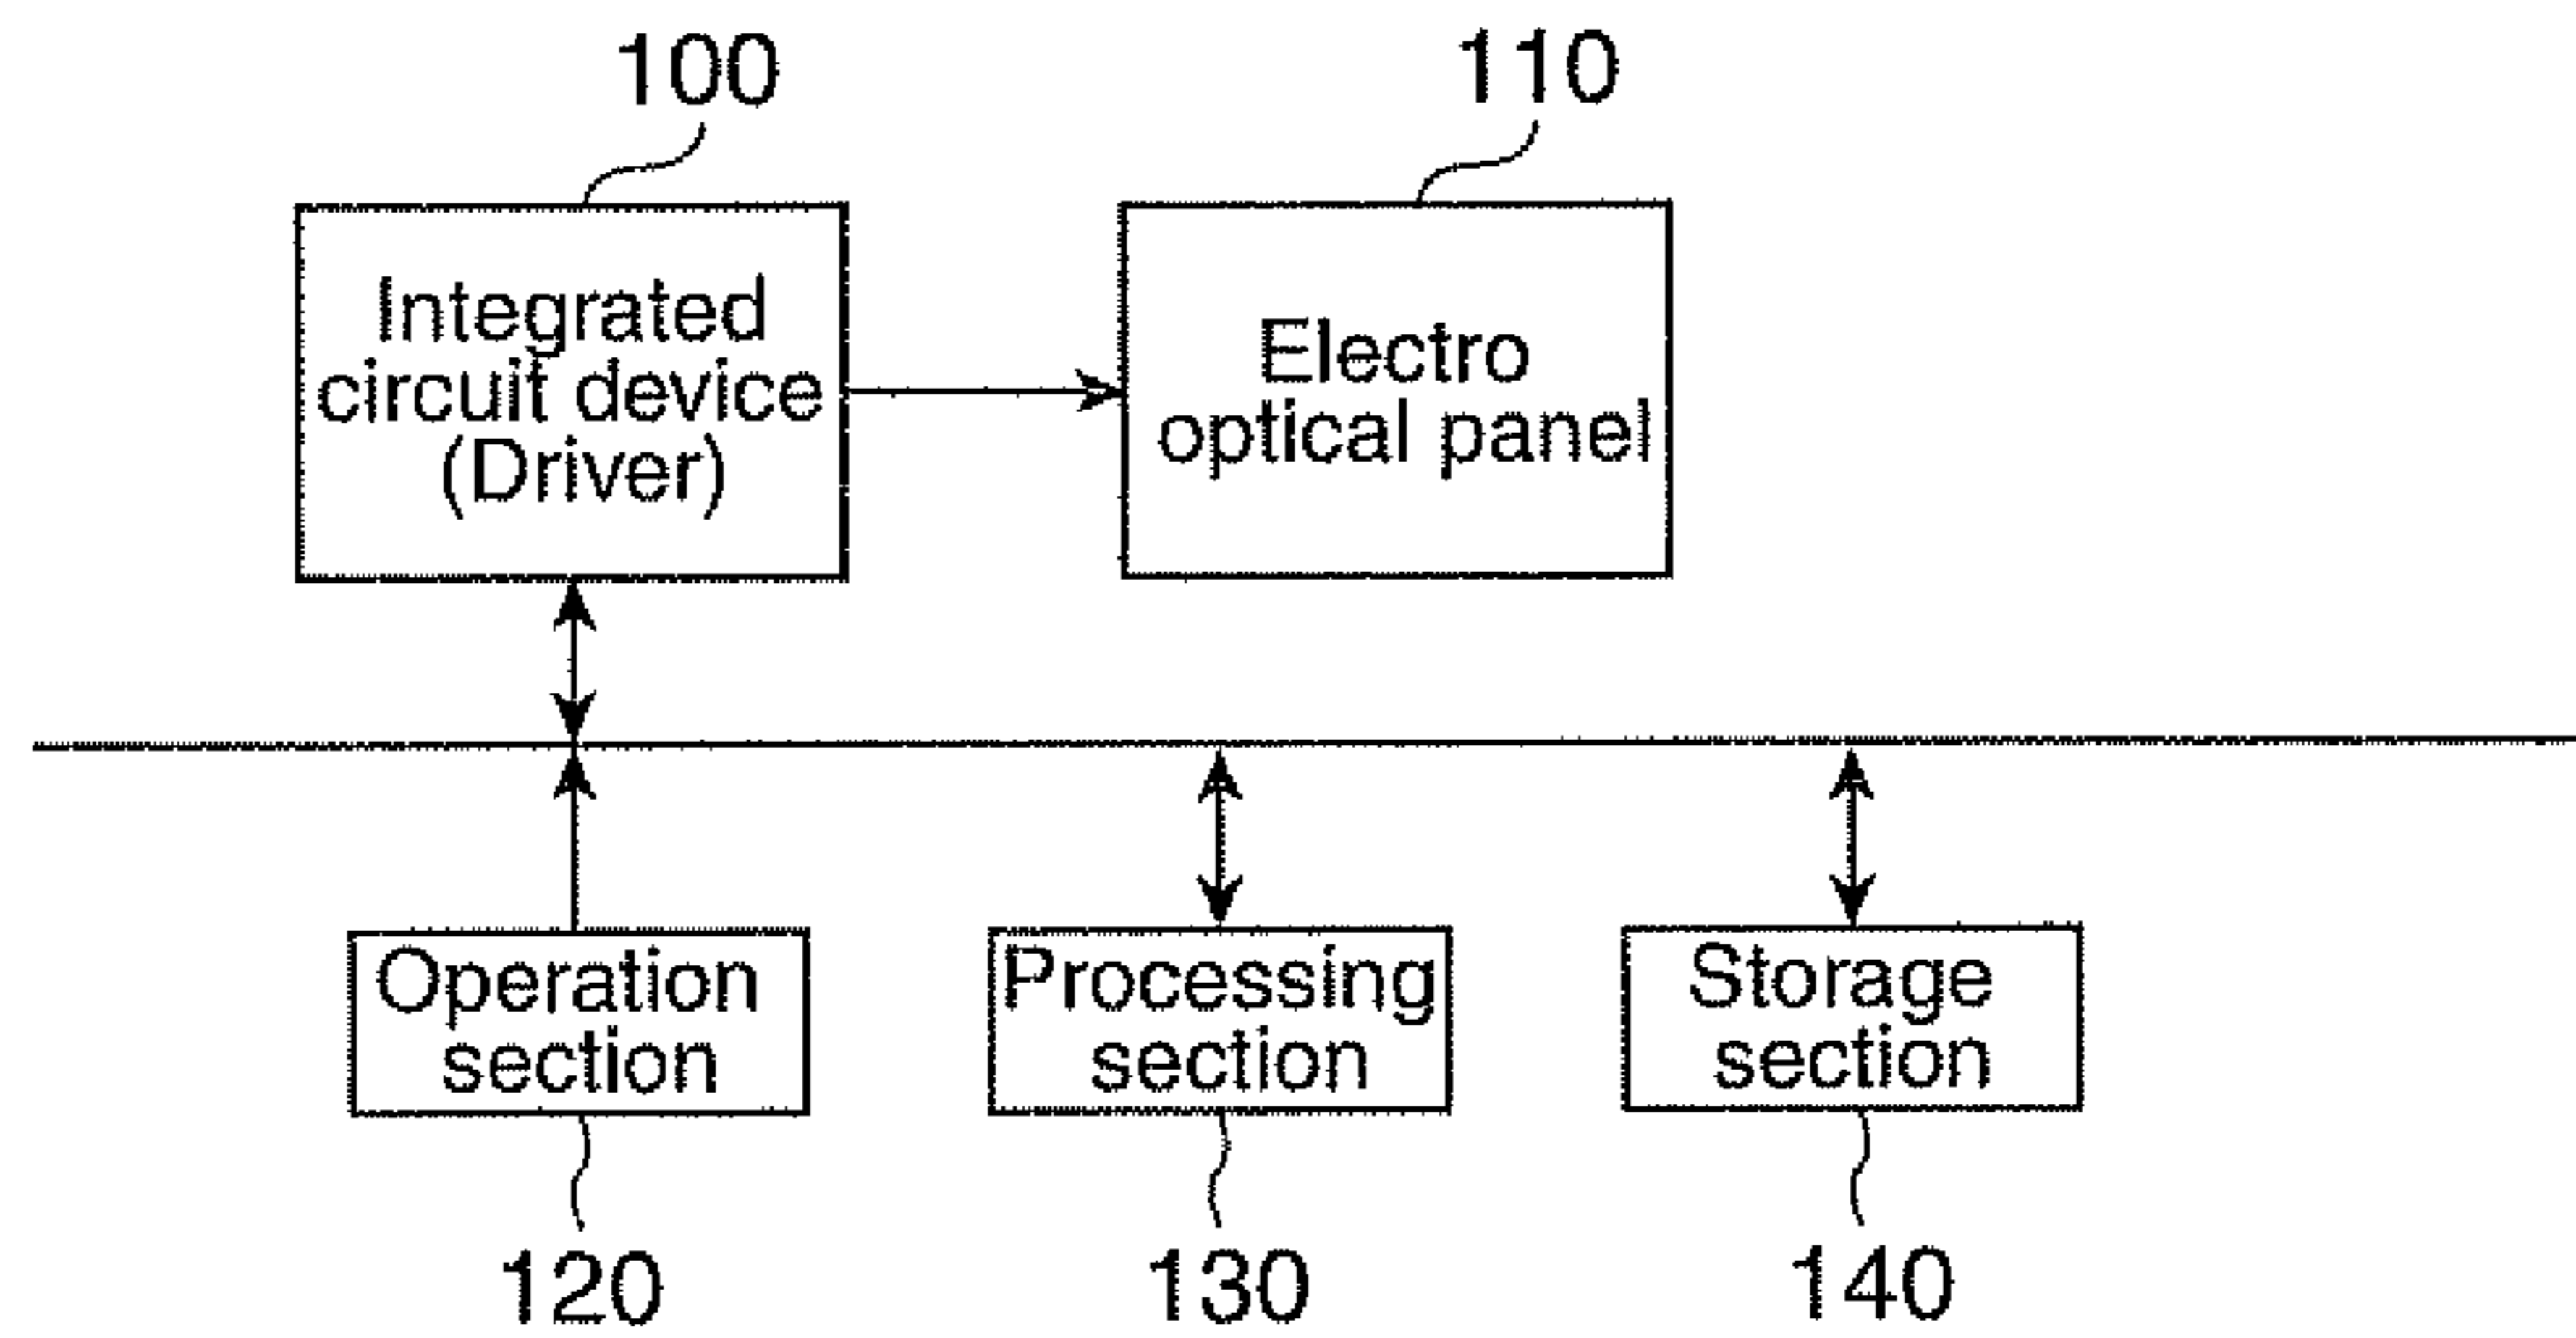 100
110
Integrated
circuit device
(Driver)
Electro
optical panel
Operation
section
Processing
section
Storage
section
120
130
140